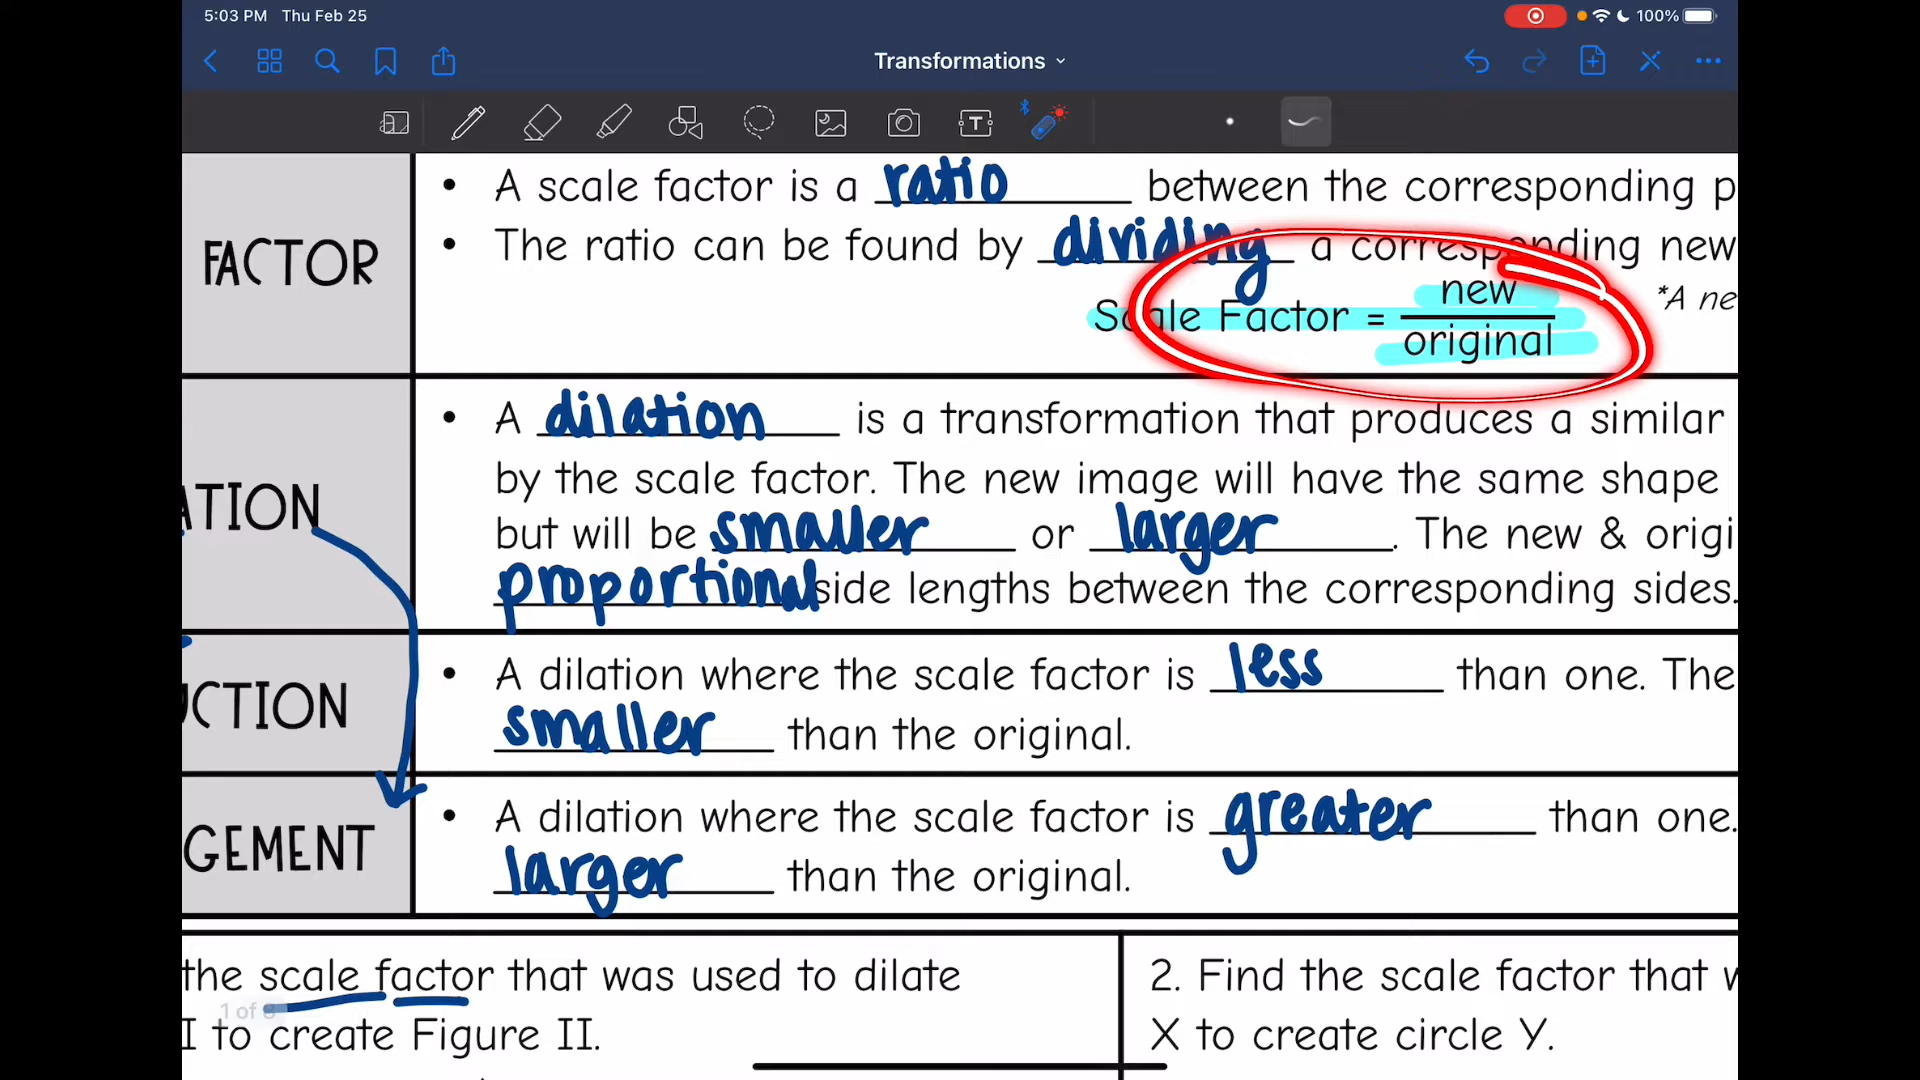 5:03 PM Thu Feb 25
100%
Transformations
T
FACTOR
• A scale factor is a ratio between the corresponding p
• The ratio can be found by dividing a corresponding new
Scale Factor = new
original
*A ne
ATION
• A dilation is a transformation that produces a similar
by the scale factor. The new image will have the same shape
but will be smaller or larger. The new & origi
proportional side lengths between the corresponding sides.
UCTION
• A dilation where the scale factor is less than one. The
smaller than the original.
GEMENT
• A dilation where the scale factor is greater than one.
larger than the original.
the scale factor that was used to dilate
1 of
I to create Figure II.
2. Find the scale factor that w
X to create circle Y.